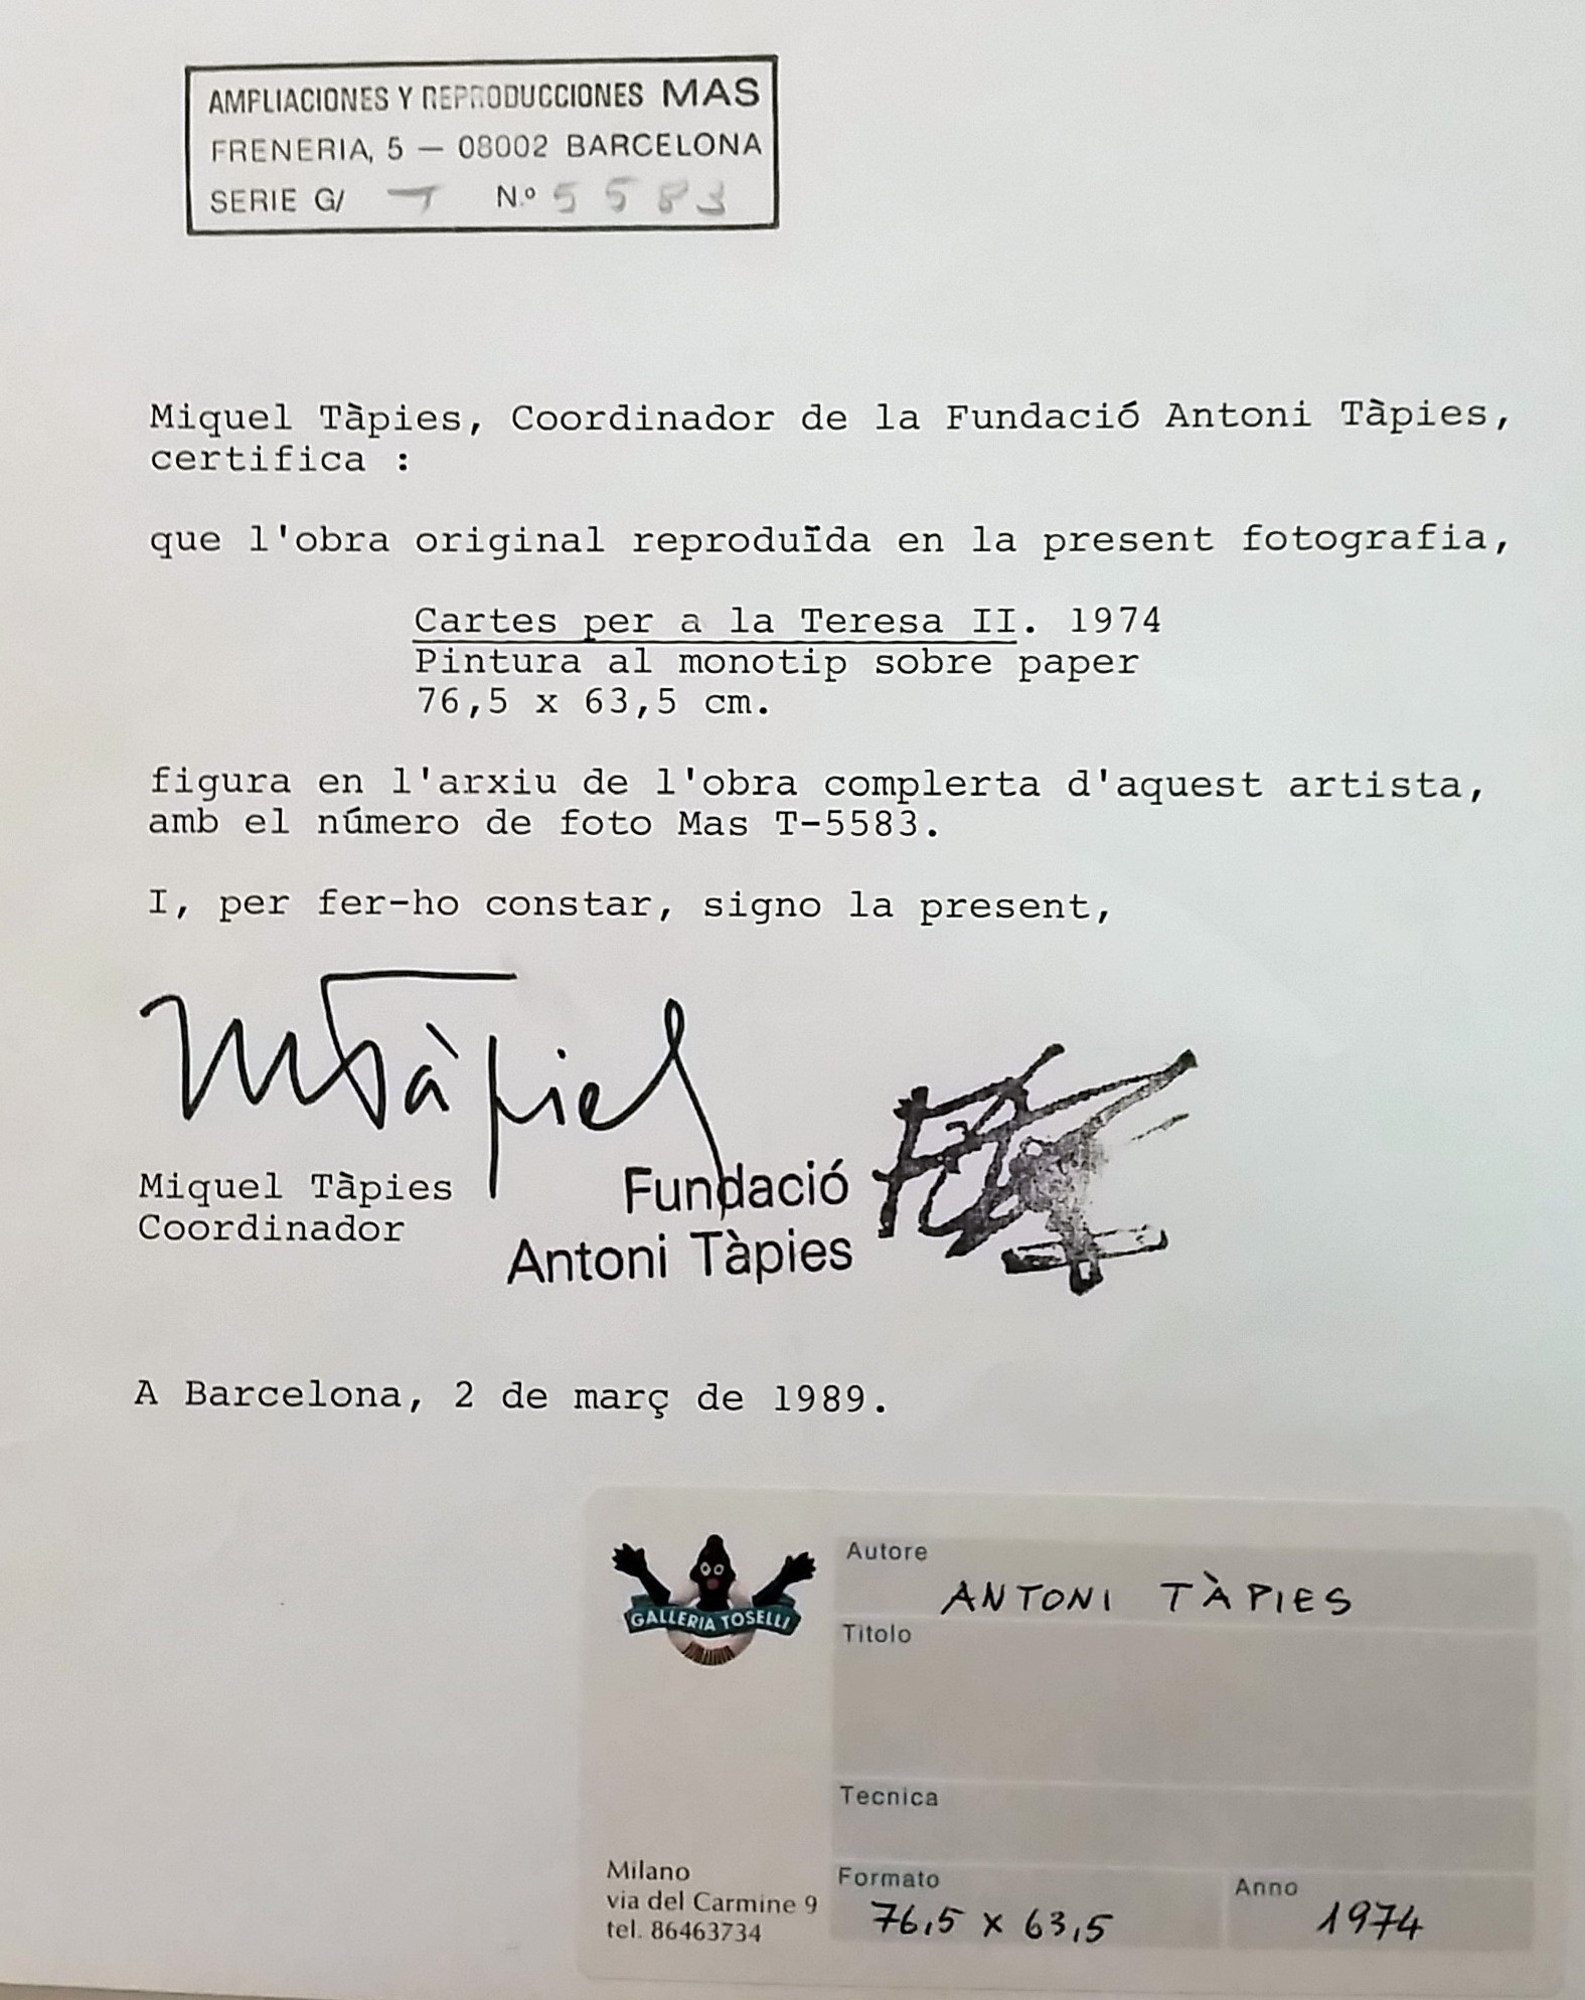 AMPLIACIONES Y REPRODUCCIONES MAS
FRENERIA, 5 — 08002 BARCELONA
SERIE G/ T N.º 5583
Miquel Tàpies, Coordinador de la Fundació Antoni Tàpies,
certifica :
que l'obra original reproduïda en la present fotografia,
Cartes per a la Teresa II. 1974
Pintura al monotip sobre paper
76,5 x 63,5 cm.
figura en l'arxiu de l'obra complerta d'aquest artista,
amb el número de foto Mas T-5583.
I, per fer-ho constar, signo la present,
M Tàpies
Miquel Tàpies
Coordinador
Fundació
Antoni Tàpies
A Barcelona, 2 de març de 1989.
GALLERIA TOSELLI
Autore
ANTONI TÀPIES
Titolo
Tecnica
Milano
via del Carmine 9
tel. 86463734
Formato
76,5 x 63,5
Anno
1974